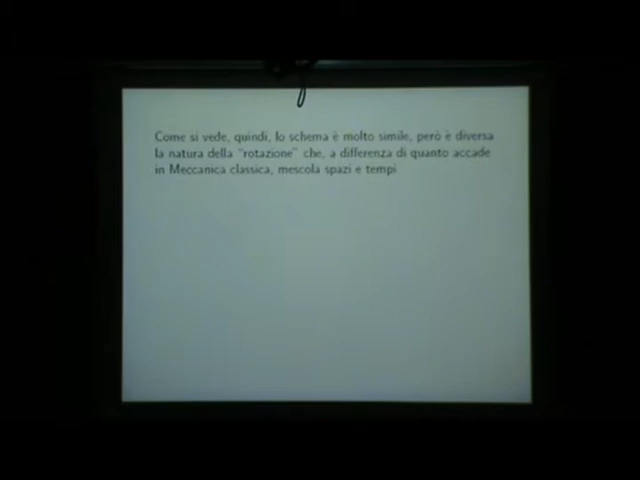 Come si vede, quindi, lo schema è molto simile, però è diversa
la natura della "rotazione" che, a differenza di quanto accade
in Meccanica classica, mescola spazi e tempi